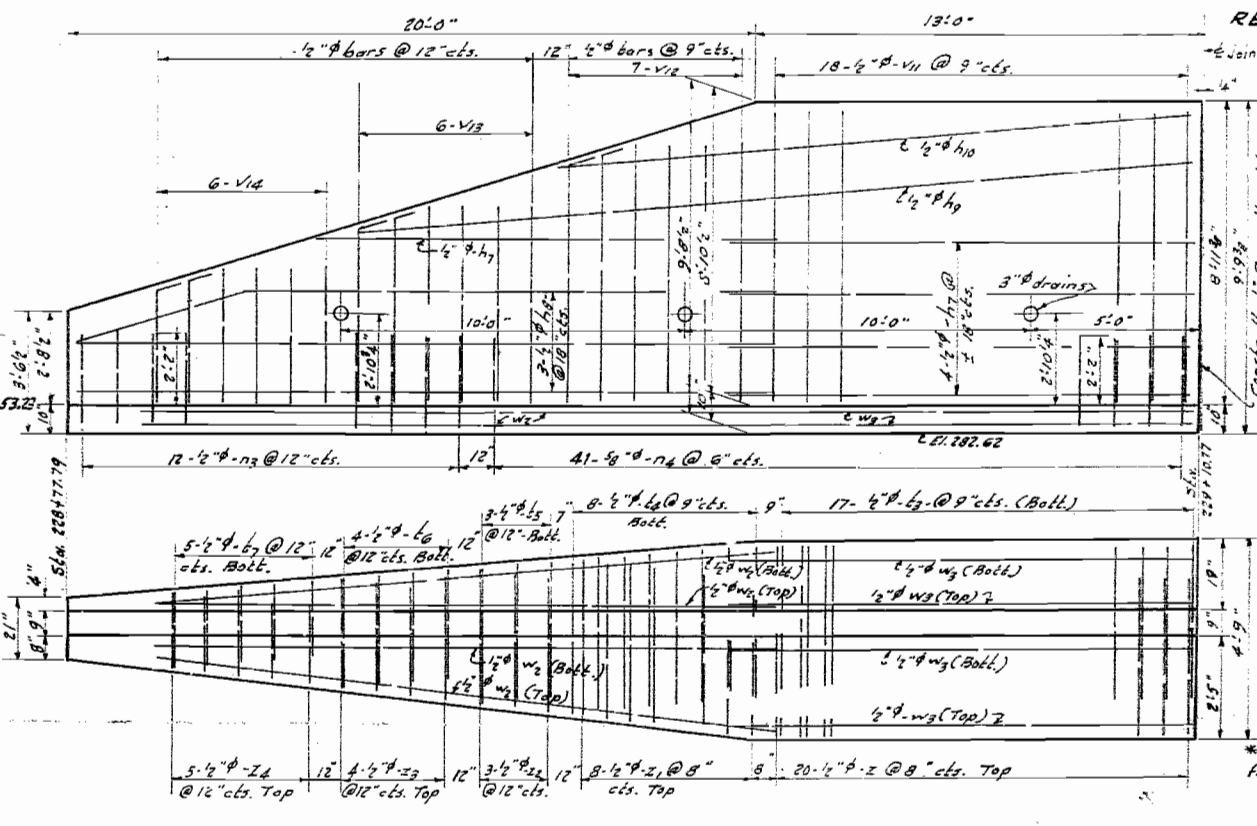 20'-0"
13'-0"
½"⌀ bars @ 12" cts.
12"
½"⌀ bars @ 9" cts.
7-V12
18-½"⌀-V11 @ 9" cts.
¢ Join
4"
6-V13
6-V14
¢ ½"⌀ h10
¢ ½"⌀ h9
¢ ½"⌀-h7
9'-8½"
5'-10½"
3"⌀ drains
10'-0"
10'-0"
5'-0"
3-½"⌀ h8
@ 18" cts.
4-½"⌀-h7 @
± 18" cts.
2'-2"
2'-10¾"
2'-10¾"
2'-2"
3'-6½"
2'-8½"
10"
53.23
8'-11⅜"
9'-9⅜"
10"
10"
¢ W2
¢ W3
¢ El. 282.62
12-½"⌀-n3 @ 12" cts.
12"
41-⅝"⌀-n4 @ 6" cts.
Sta. 228+77.79
Sta.
229+10.77
5-½"⌀-t7 @ 12"
cts. Bott.
12"
4-½"⌀-t6
@ 12" cts. Bott.
12"
3-½"⌀-t5
@ 12"-Bott.
7"
8-½"⌀-t4 @ 9" cts.
Bott.
9"
17-½"⌀-t3-@ 9" cts. (Bott.)
4"
9"
8"
21"
½"⌀ W2 (Bott.)
½"⌀ W2 (Top)
¢ ½"⌀ W3 (Bott.)
½"⌀ W3 (Top)
½"⌀ W2 (Bott.)
½"⌀ W2 (Top)
¢ ½"⌀ W3 (Bott.)
½"⌀-W3 (Top)
19"
9"
2'-5"
4'-9"
5-½"⌀-Z4
@ 12" cts. Top
12"
4-½"⌀-Z3
@ 12" cts. Top
12"
3-½"⌀-Z2
@ 12" cts.
12"
8-½"⌀-Z1 @ 8"
cts. Top
8"
20-½"⌀-Z @ 8" cts. Top